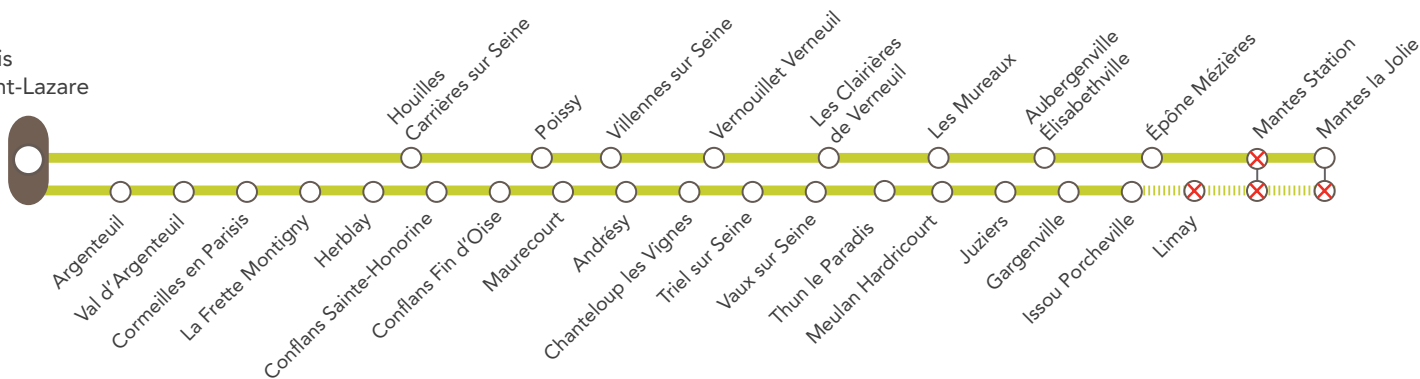 Houilles
Carrières sur Seine
Poissy
Villennes sur Seine
Vernouillet Verneuil
Les Clairières
de Verneuil
Les Mureaux
Aubergenville
Élisabethville
Épône Mézières
Mantes Station
Mantes la Jolie
is
nt-Lazare
Argenteuil
Val d'Argenteuil
Cormeilles en Parisis
La Frette Montigny
Herblay
Conflans Sainte-Honorine
Conflans Fin d'Oise
Maurecourt
Andrésy
Chanteloup les Vignes
Triel sur Seine
Vaux sur Seine
Thun le Paradis
Meulan Hardricourt
Juziers
Gargenville
Issou Porcheville
Limay